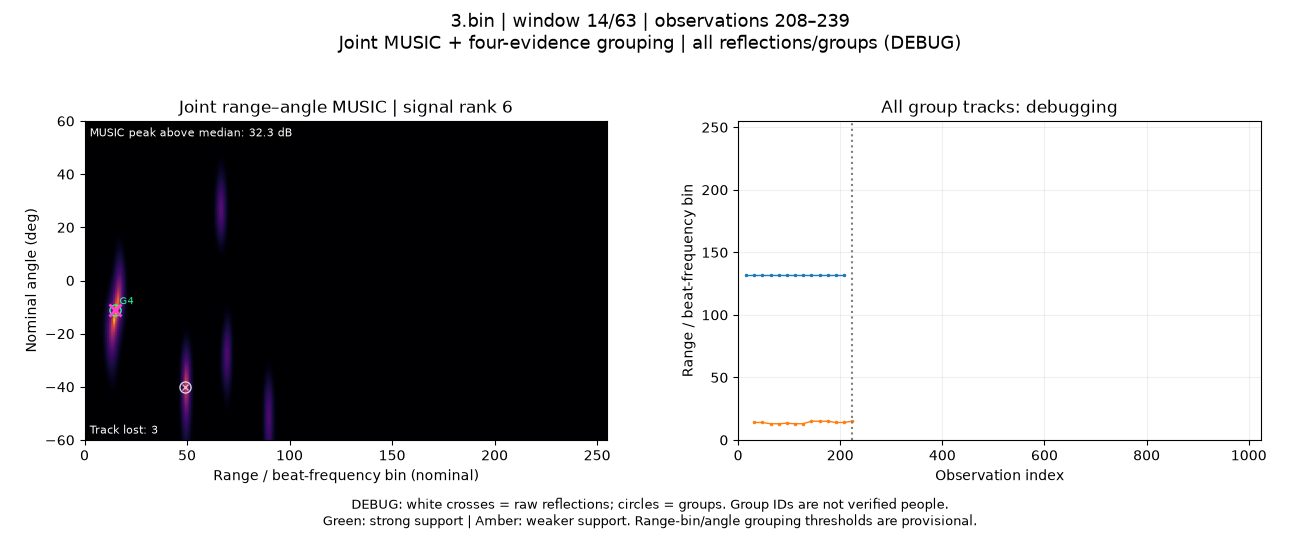 3.bin | window 14/63 | observations 208–239
Joint MUSIC + four-evidence grouping | all reflections/groups (DEBUG)
Joint range–angle MUSIC | signal rank 6
MUSIC peak above median: 32.3 dB
G4
Track lost: 3
60
40
20
0
−20
−40
−60
Nominal angle (deg)
0 50 100 150 200 250
Range / beat-frequency bin (nominal)
All group tracks: debugging
250
200
150
100
50
0
Range / beat-frequency bin
0 200 400 600 800 1000
Observation index
DEBUG: white crosses = raw reflections; circles = groups. Group IDs are not verified people.
Green: strong support | Amber: weaker support. Range-bin/angle grouping thresholds are provisional.